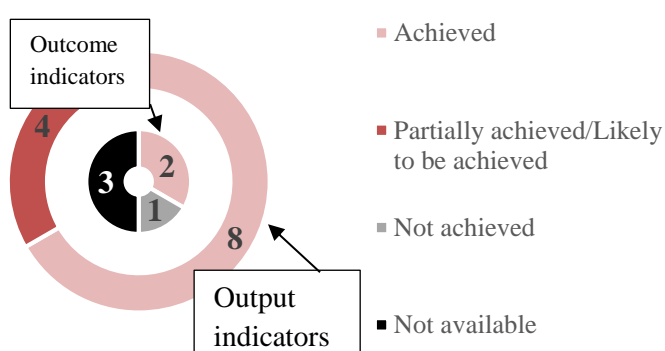 Outcome
indicators
4
3
2
1
8
Output
indicators
Achieved
Partially achieved/Likely
to be achieved
Not achieved
Not available